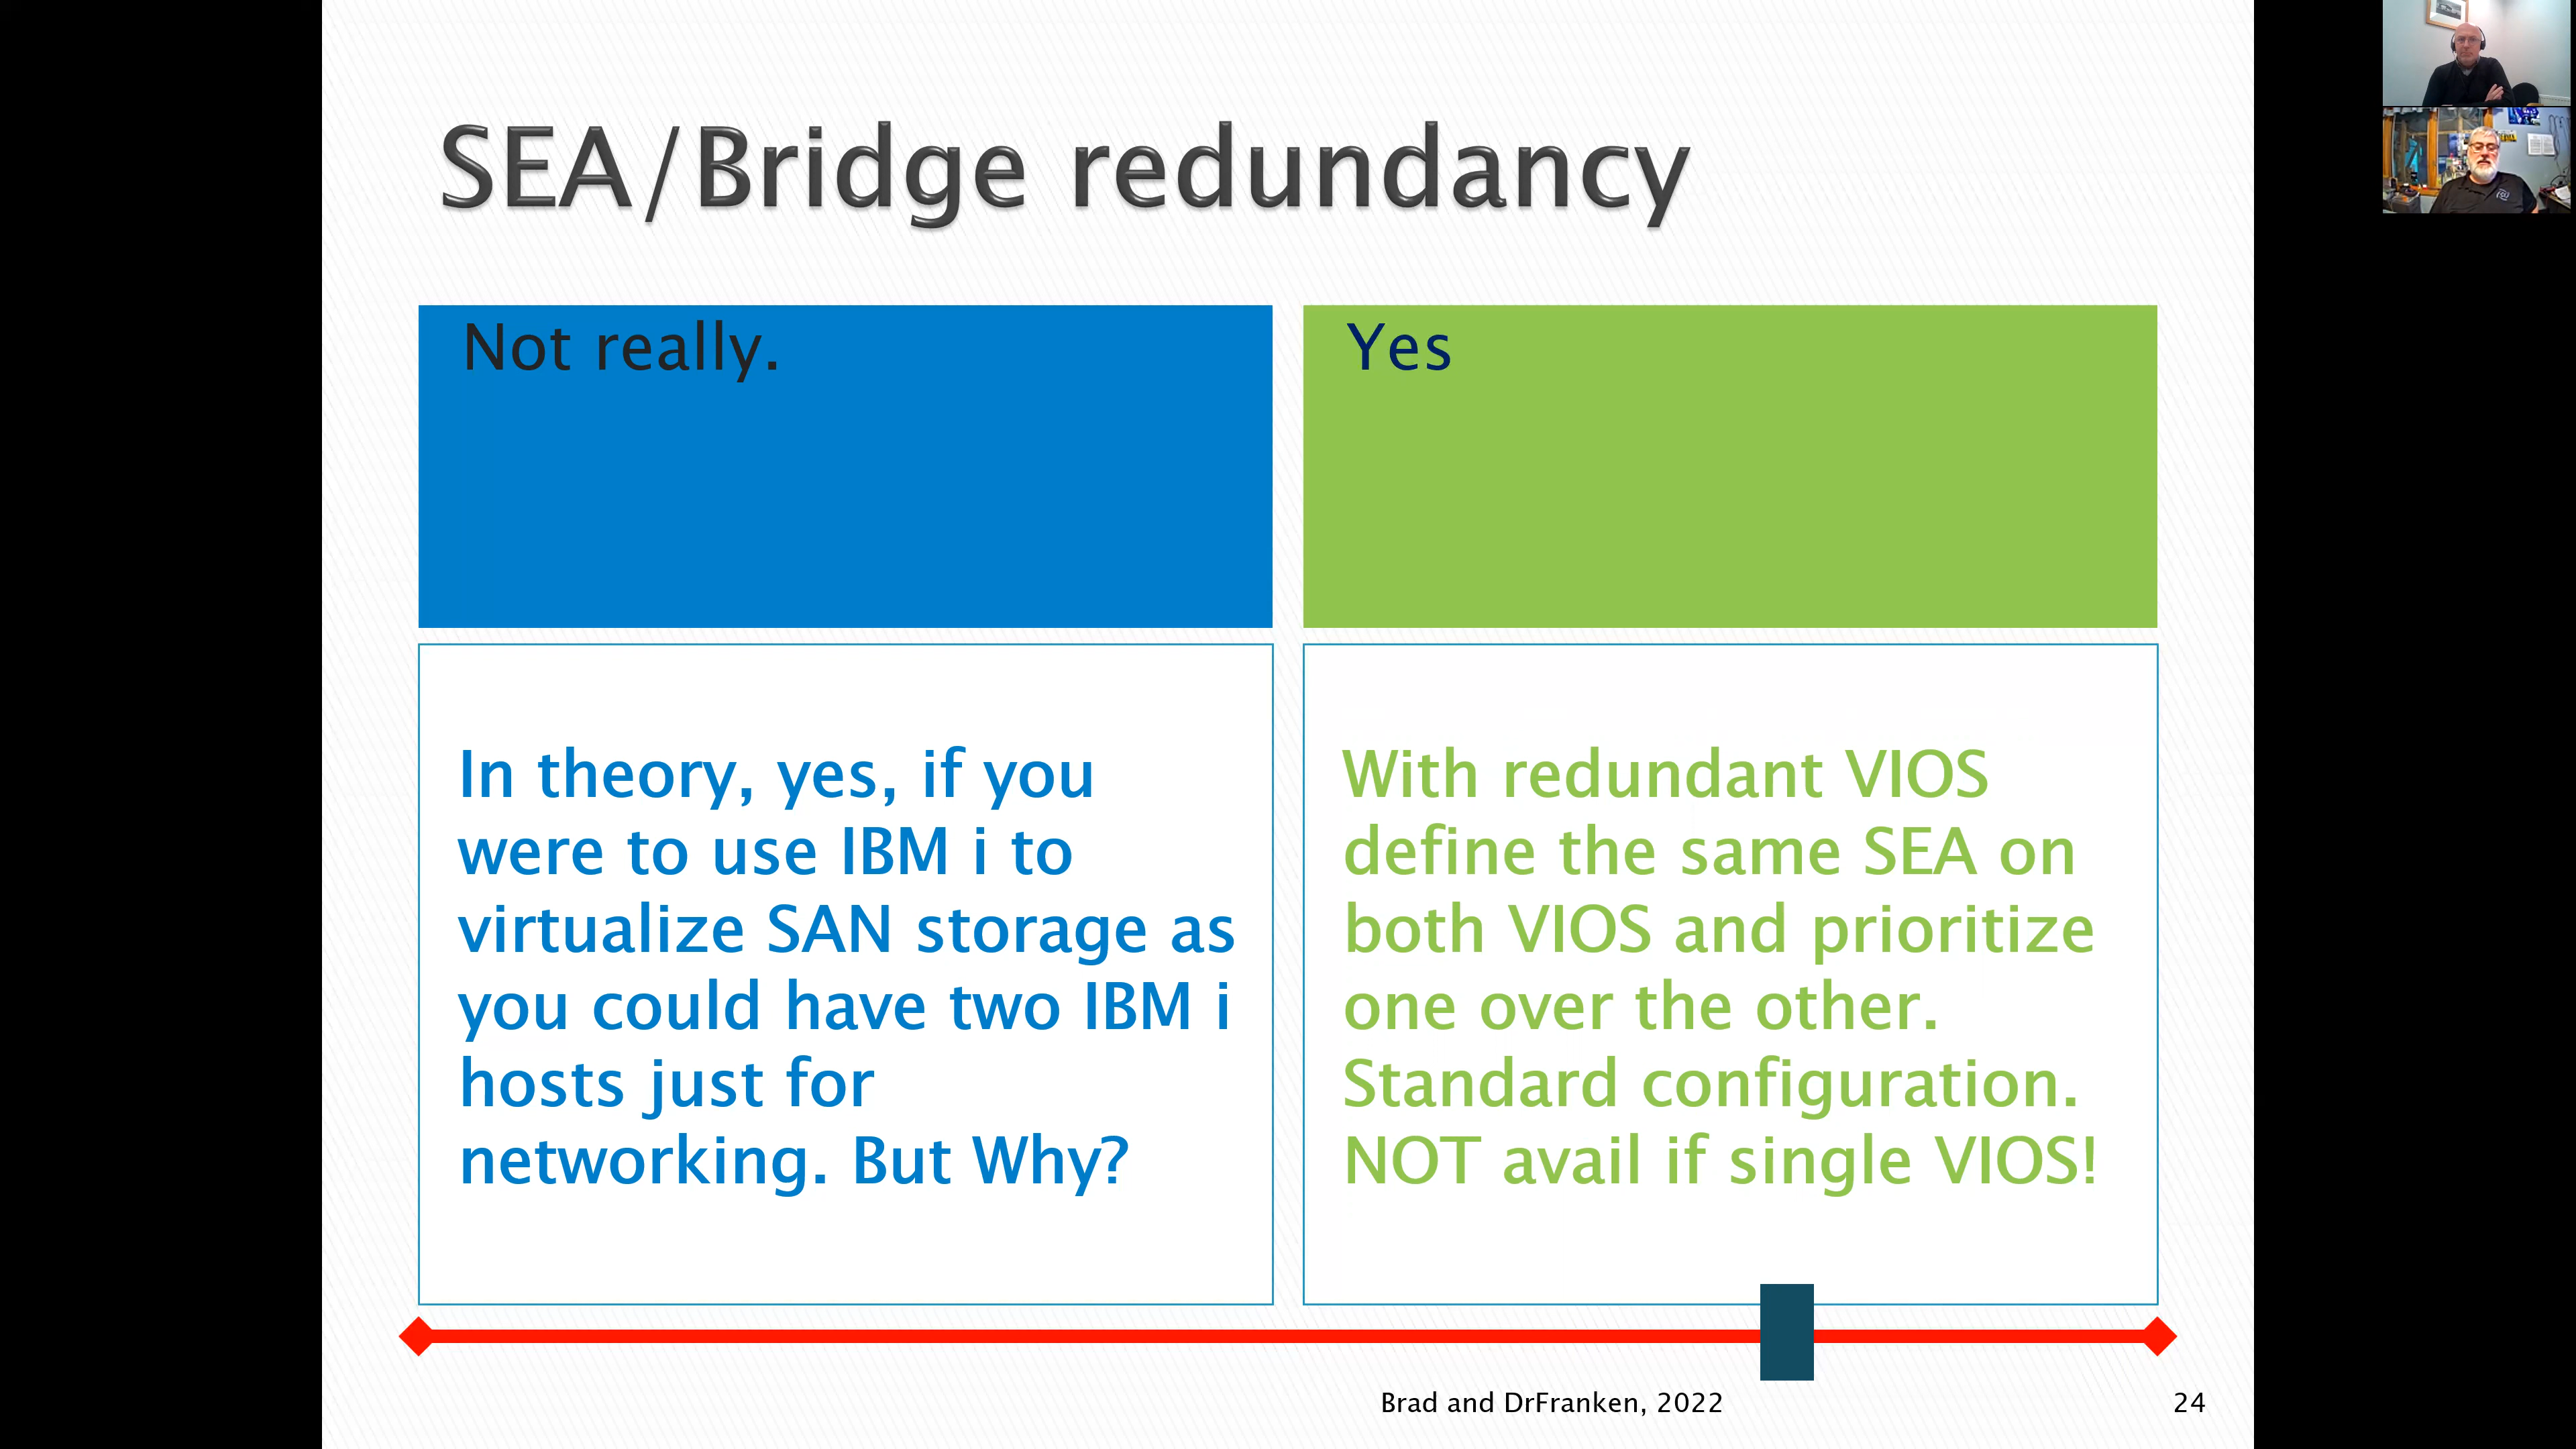 SEA/Bridge redundancy
Not really.
Yes
In theory, yes, if you
were to use IBM i to
virtualize SAN storage as
you could have two IBM i
hosts just for
networking. But Why?
With redundant VIOS
define the same SEA on
both VIOS and prioritize
one over the other.
Standard configuration.
NOT avail if single VIOS!
Brad and DrFranken, 2022
24